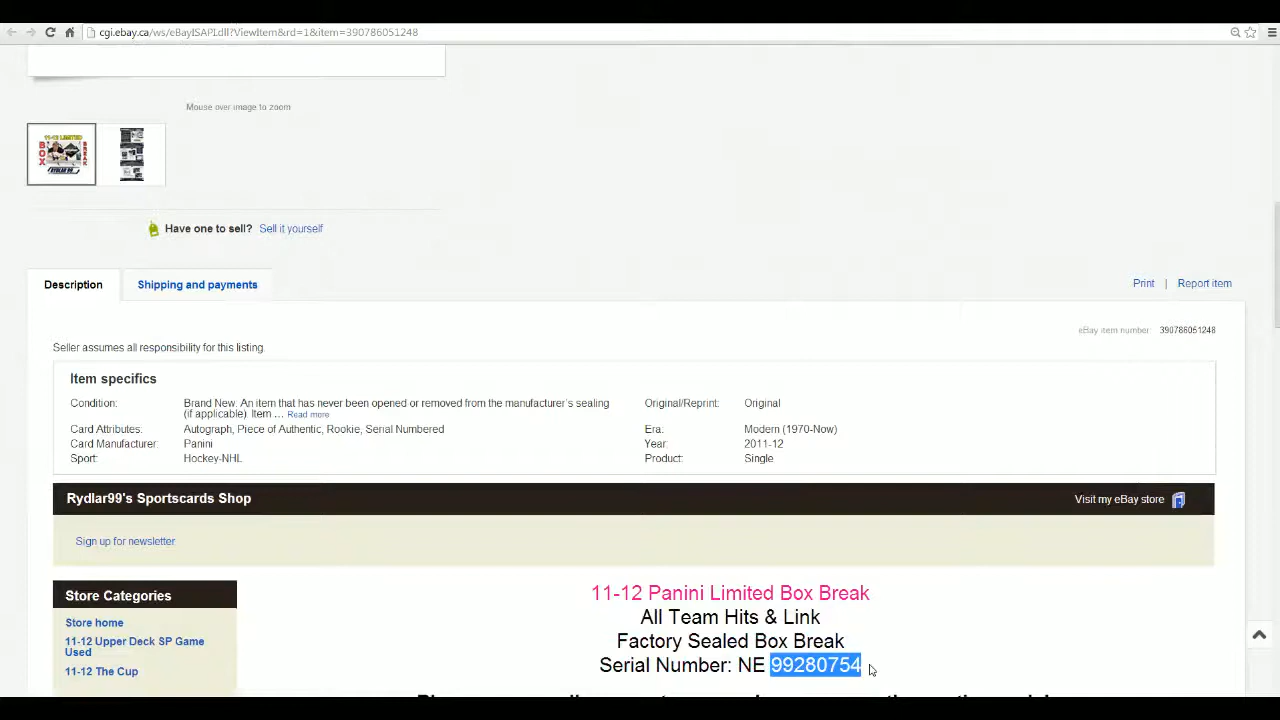 cgi.ebay.ca/ws/eBayISAPI.dll?ViewItem&rd=1&item=390786051248
Mouse over image to zoom
11-12 LIMITED
BOX
BREAK
Have one to sell? Sell it yourself
Description
Shipping and payments
Print | Report item
eBay item number: 390786051248
Seller assumes all responsibility for this listing.
Item specifics
Condition: Brand New: An item that has never been opened or removed from the manufacturer's sealing (if applicable). Item ... Read more
Original/Reprint: Original
Card Attributes: Autograph, Piece of Authentic, Rookie, Serial Numbered
Era: Modern (1970-Now)
Card Manufacturer: Panini
Year: 2011-12
Sport: Hockey-NHL
Product: Single
Rydlar99's Sportscards Shop
Visit my eBay store
Sign up for newsletter
Store Categories
Store home
11-12 Upper Deck SP Game Used
11-12 The Cup
11-12 Panini Limited Box Break
All Team Hits & Link
Factory Sealed Box Break
Serial Number: NE 99280754